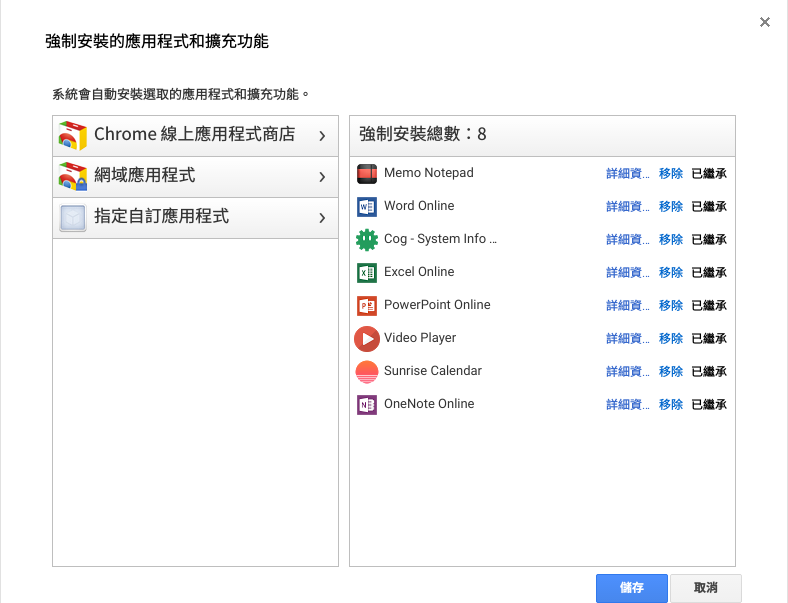 強制安裝的應用程式和擴充功能
系統會自動安裝選取的應用程式和擴充功能。
Chrome 線上應用程式商店
網域應用程式
指定自訂應用程式
強制安裝總數：8
Memo Notepad 詳細資... 移除 已繼承
Word Online 詳細資... 移除 已繼承
Cog - System Info ... 詳細資... 移除 已繼承
Excel Online 詳細資... 移除 已繼承
PowerPoint Online 詳細資... 移除 已繼承
Video Player 詳細資... 移除 已繼承
Sunrise Calendar 詳細資... 移除 已繼承
OneNote Online 詳細資... 移除 已繼承
儲存 取消